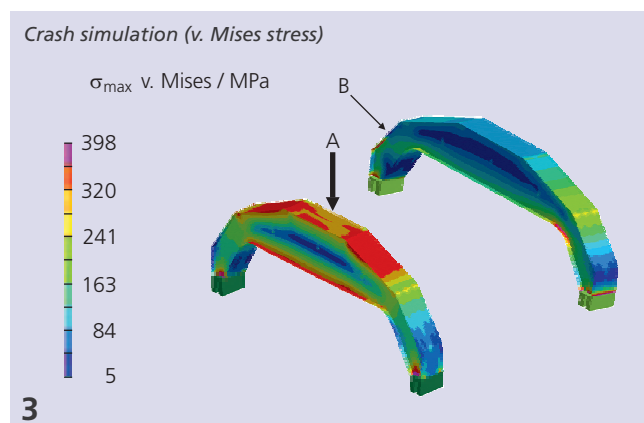 Crash simulation (v. Mises stress)
σmax v. Mises / MPa
B
A
398
320
241
163
84
5
3